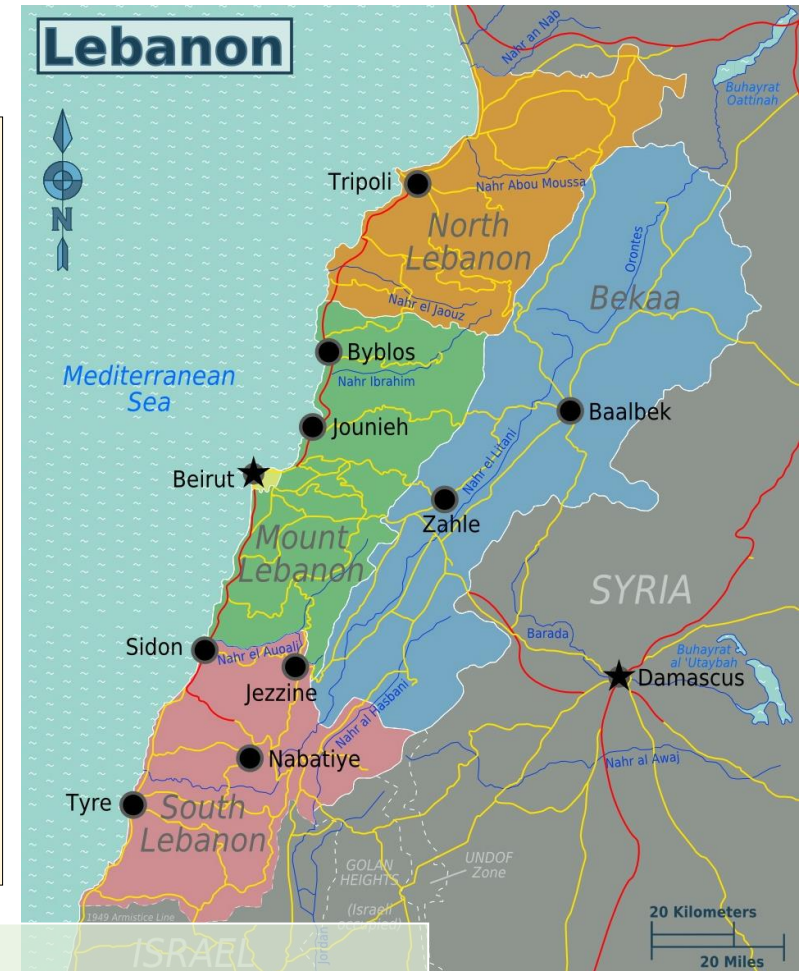 Lebanon
Nahr an Nab
Buhayrat
Qattinah
N
Tripoli
Nahr Abou Moussa
North
Lebanon
Orontes
Bekaa
Nahr el Jaouz
Mediterranean
Sea
Byblos
Nahr Ibrahim
Jounieh
Baalbek
Nahr el Litani
Beirut
Zahle
Mount
Lebanon
SYRIA
Sidon
Nahr el Auoali
Barada
Buhayrat
al 'Utaybah
Jezzine
Damascus
Nahr al Hasbani
Nabatiye
Nahr al Awaj
Tyre
South
Lebanon
GOLAN
HEIGHTS
UNDOF
Zone
(Israeli
occupied)
1949 Armistice Line
20 Kilometers
ISRAEL
Jordan
20 Miles